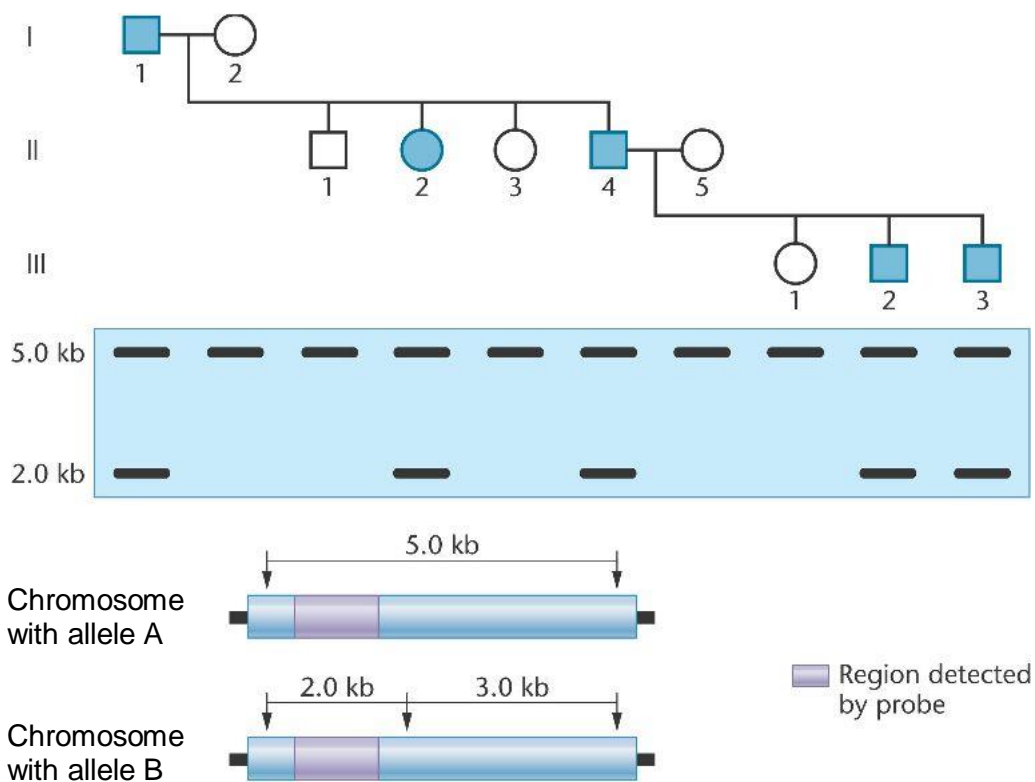 I
1 2
II
1 2 3 4 5
III
1 2 3
5.0 kb
2.0 kb
5.0 kb
Chromosome
with allele A
2.0 kb 3.0 kb
Region detected
by probe
Chromosome
with allele B